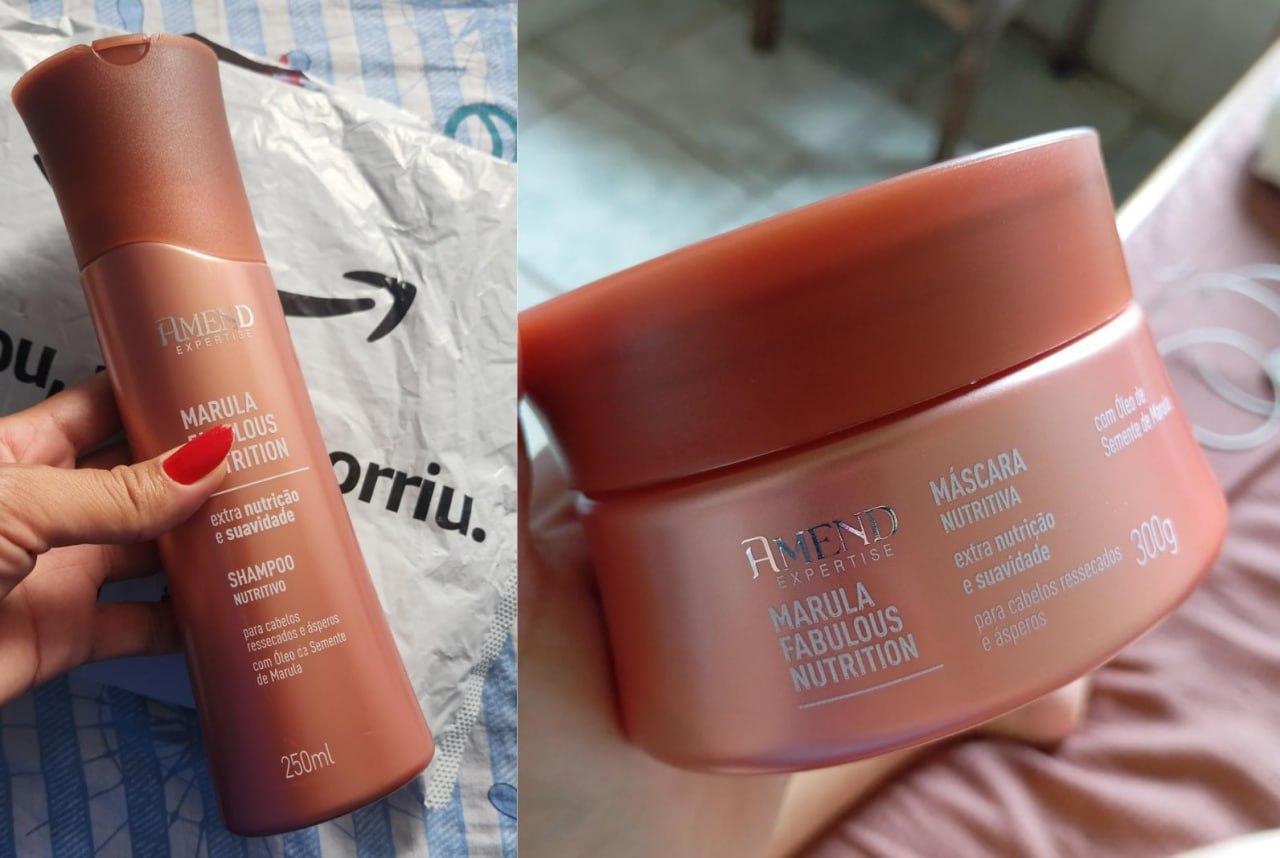 AMEND
EXPERTISE
MARULA
FABULOUS
NUTRITION
extra nutrição
e suavidade
SHAMPOO
NUTRITIVO
para cabelos
ressecados e ásperos
com Óleo da Semente
de Marula
250ml
ou,
orriu.
AMEND
EXPERTISE
MARULA
FABULOUS
NUTRITION
MÁSCARA
NUTRITIVA
extra nutrição
e suavidade
para cabelos ressecados
e ásperos
300g
com Óleo de
Semente de Marula